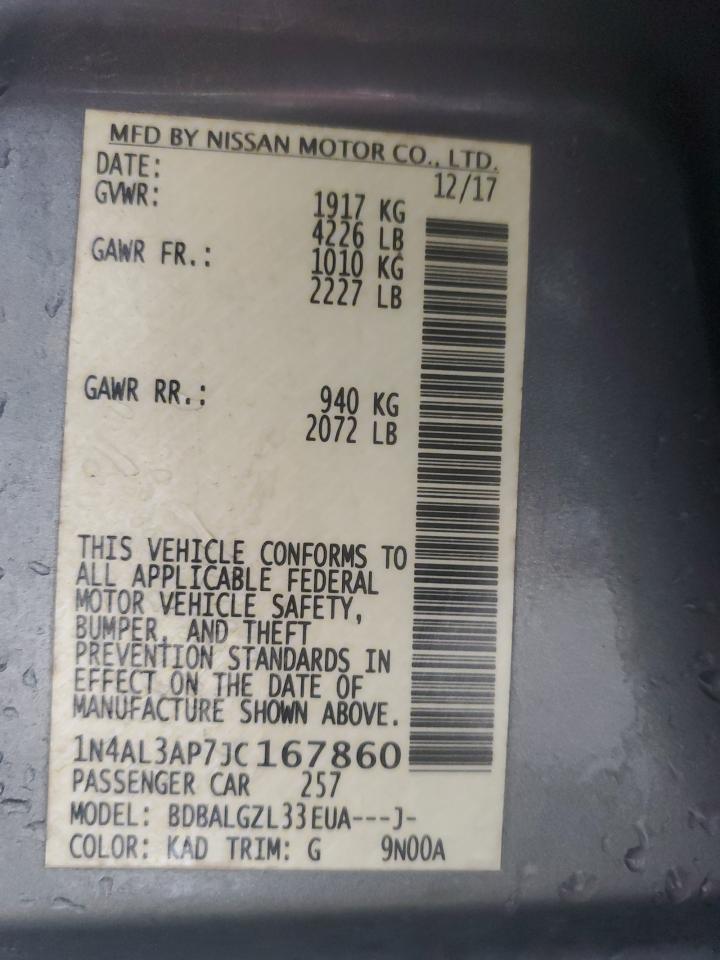 MFD BY NISSAN MOTOR CO., LTD.
DATE: 12/17
GVWR: 1917 KG
4226 LB
GAWR FR.: 1010 KG
2227 LB
GAWR RR.: 940 KG
2072 LB
THIS VEHICLE CONFORMS TO
ALL APPLICABLE FEDERAL
MOTOR VEHICLE SAFETY,
BUMPER, AND THEFT
PREVENTION STANDARDS IN
EFFECT ON THE DATE OF
MANUFACTURE SHOWN ABOVE.
1N4AL3AP7JC167860
PASSENGER CAR 257
MODEL: BDBALGZL33EUA---J-
COLOR: KAD TRIM: G 9N00A